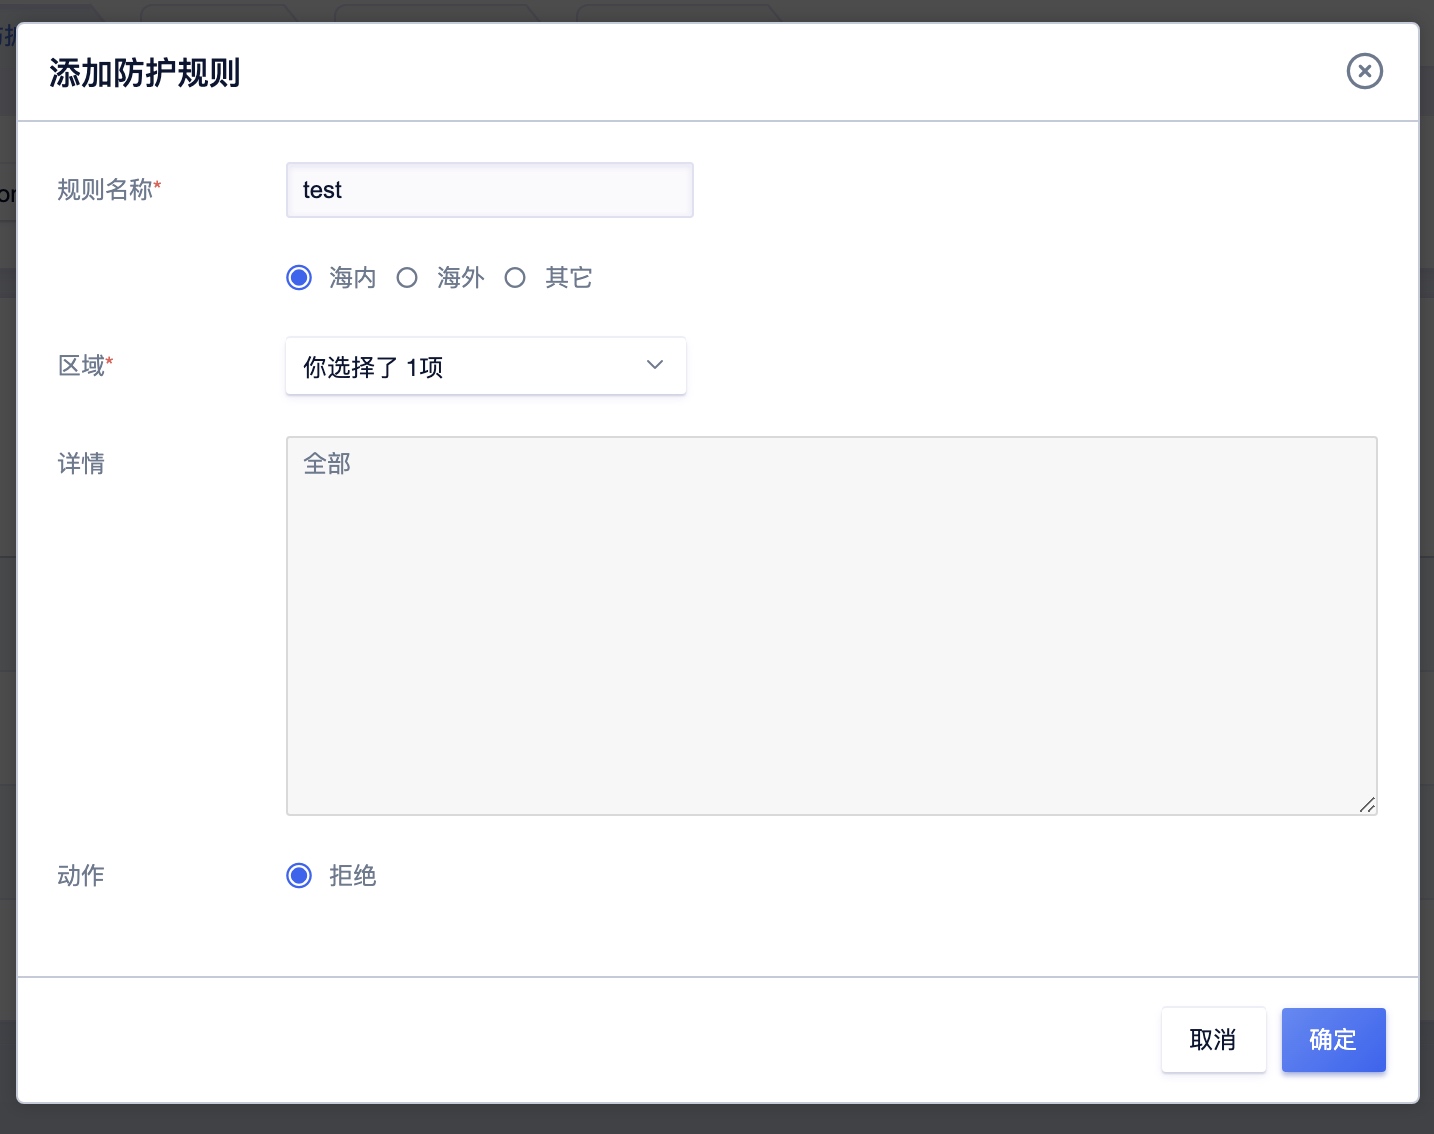 添加防护规则
规则名称*
test
海内 海外 其它
区域*
你选择了 1项
详情
全部
动作
拒绝
取消 确定